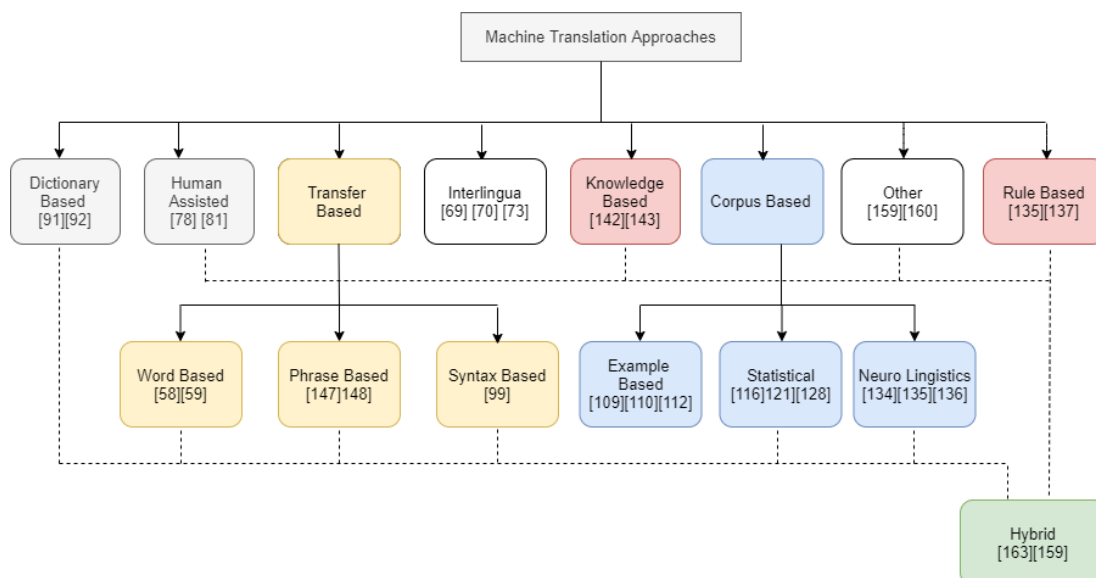 Machine Translation Approaches
Dictionary
Based
[91][92]
Human
Assisted
[78] [81]
Transfer
Based
Interlingua
[69] [70] [73]
Knowledge
Based
[142][143]
Corpus Based
Other
[159][160]
Rule Based
[135][137]
Word Based
[58][59]
Phrase Based
[147]148]
Syntax Based
[99]
Example
Based
[109][110][112]
Statistical
[116]121][128]
Neuro Lingistics
[134][135][136]
Hybrid
[163][159]